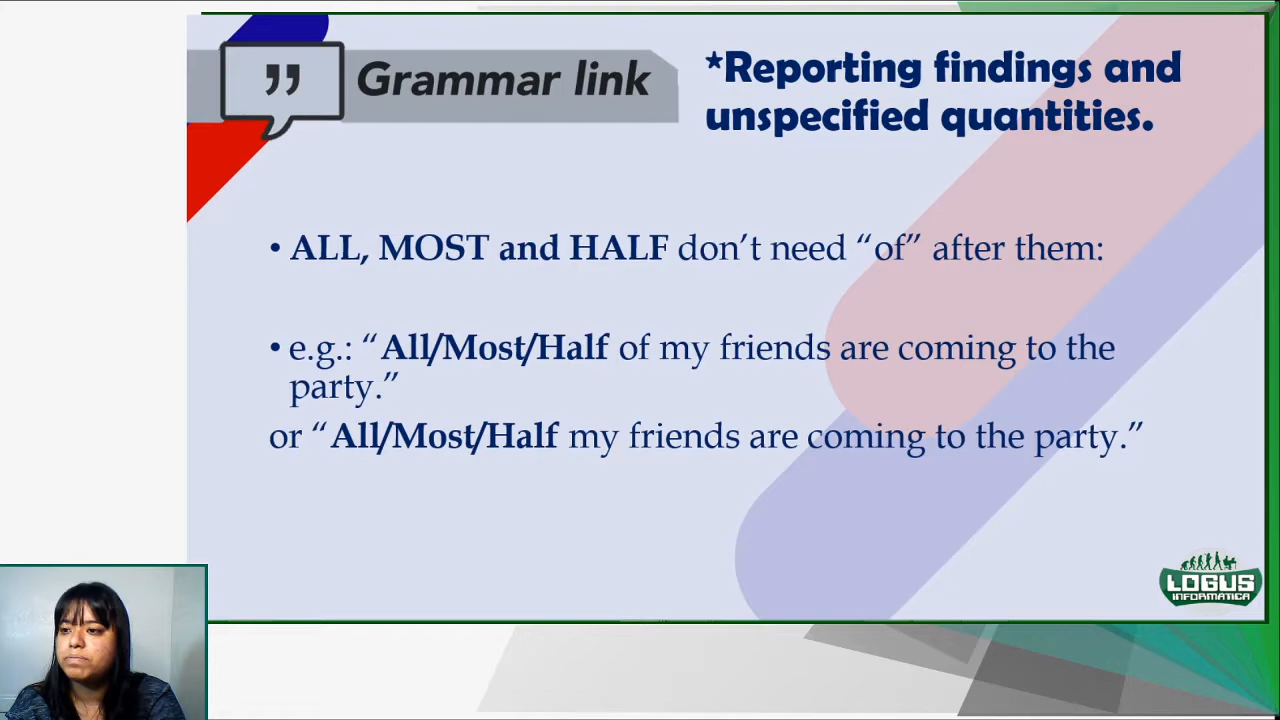 ”
Grammar link
*Reporting findings and
unspecified quantities.
• ALL, MOST and HALF don’t need “of” after them:
• e.g.: “All/Most/Half of my friends are coming to the
party.”
or “All/Most/Half my friends are coming to the party.”
LOGUS
INFORMATICA